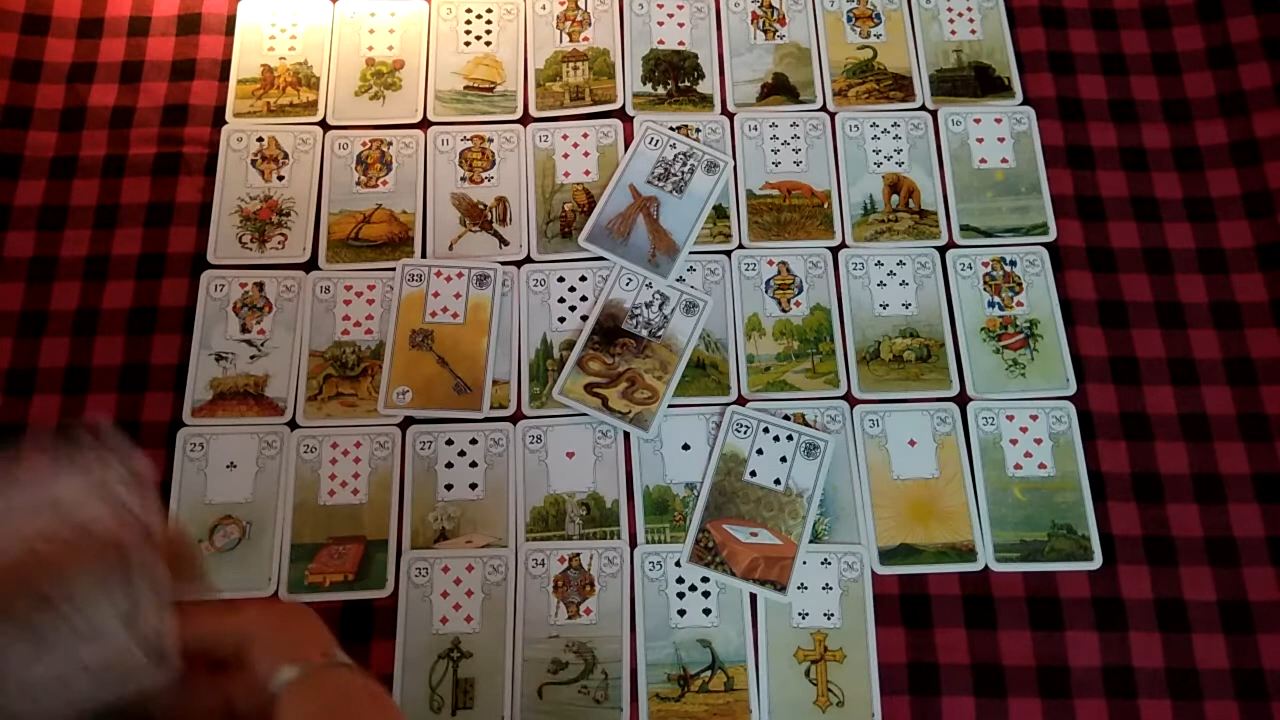 3 4 5 6 7 8
9 10 11 12 11 14 15 16
17 18 33 20 7 22 23 24
25 26 27 28 27 31 32
33 34 35